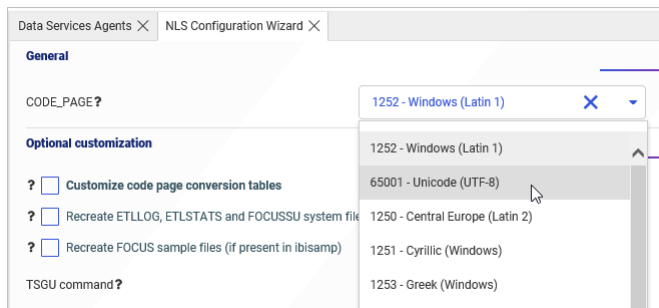 Data Services Agents
NLS Configuration Wizard
General
CODE_PAGE?
1252 - Windows (Latin 1)
1252 - Windows (Latin 1)
Optional customization
65001 - Unicode (UTF-8)
? Customize code page conversion tables
1250 - Central Europe (Latin 2)
? Recreate ETLLOG, ETLSTATS and FOCUSSU system file
1251 - Cyrillic (Windows)
? Recreate FOCUS sample files (if present in ibisamp)
1253 - Greek (Windows)
TSGU command?